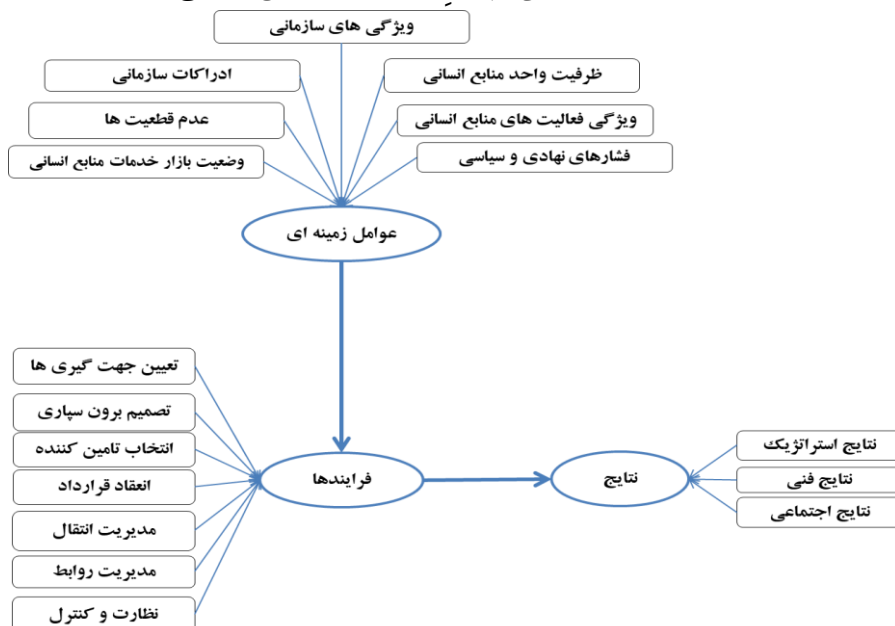 ویژگی های سازمانی
ظرفیت واحد منابع انسانی
ادراکات سازمانی
ویژگی فعالیت های منابع انسانی
عدم قطعیت ها
فشارهای نهادی و سیاسی
وضعیت بازار خدمات منابع انسانی
عوامل زمینه ای
تعیین جهت گیری ها
تصمیم برون سپاری
انتخاب تامین کننده
انعقاد قرارداد
مدیریت انتقال
مدیریت روابط
نظارت و کنترل
فرایندها
نتایج
نتایج استراتژیک
نتایج فنی
نتایج اجتماعی